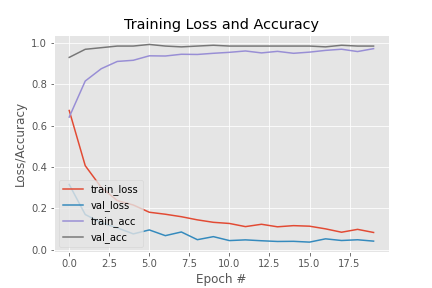 Training Loss and Accuracy
Loss/Accuracy
1.0
0.8
0.6
0.4
0.2
0.0
train_loss
val_loss
train_acc
val_acc
0.0 2.5 5.0 7.5 10.0 12.5 15.0 17.5
Epoch #